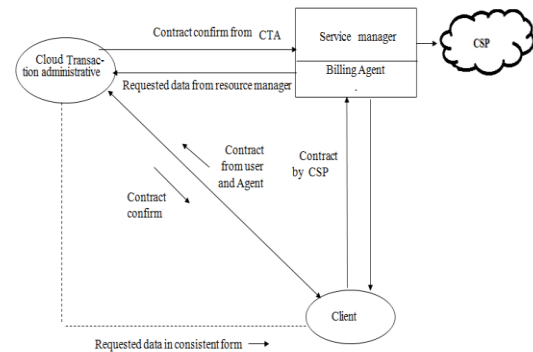 Contract confirm from CTA
Service manager
CSP
Cloud Transac-
tion administrative
Billing Agent
Requested data from resource manager
Contract
from user
and Agent
Contract
by CSP
Contract
confirm
Client
Requested data in consistent form